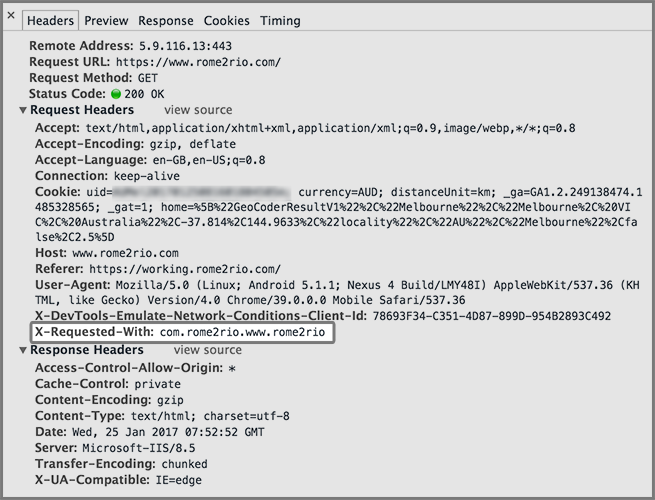 × Headers Preview Response Cookies Timing
Remote Address: 5.9.116.13:443
Request URL: https://www.rome2rio.com/
Request Method: GET
Status Code: 200 OK
▼ Request Headers view source
Accept: text/html,application/xhtml+xml,application/xml;q=0.9,image/webp,*/*;q=0.8
Accept-Encoding: gzip, deflate
Accept-Language: en-GB,en-US;q=0.8
Connection: keep-alive
Cookie: uid= currency=AUD; distanceUnit=km; _ga=GA1.2.249138474.1
485328565; _gat=1; home=%5B%22GeoCoderResultV1%22%2C%22Melbourne%22%2C%22Melbourne%2C%20VI
C%2C%20Australia%22%2C-37.814%2C144.9633%2C%22locality%22%2C%22AU%22%2C%22Melbourne%22%2Cfa
lse%2C2.5%5D
Host: www.rome2rio.com
Referer: https://working.rome2rio.com/
User-Agent: Mozilla/5.0 (Linux; Android 5.1.1; Nexus 4 Build/LMY48I) AppleWebKit/537.36 (KH
TML, like Gecko) Version/4.0 Chrome/39.0.0.0 Mobile Safari/537.36
X-DevTools-Emulate-Network-Conditions-Client-Id: 78693F34-C351-4D87-899D-954B2893C492
X-Requested-With: com.rome2rio.www.rome2rio
▼ Response Headers view source
Access-Control-Allow-Origin: *
Cache-Control: private
Content-Encoding: gzip
Content-Type: text/html; charset=utf-8
Date: Wed, 25 Jan 2017 07:52:52 GMT
Server: Microsoft-IIS/8.5
Transfer-Encoding: chunked
X-UA-Compatible: IE=edge